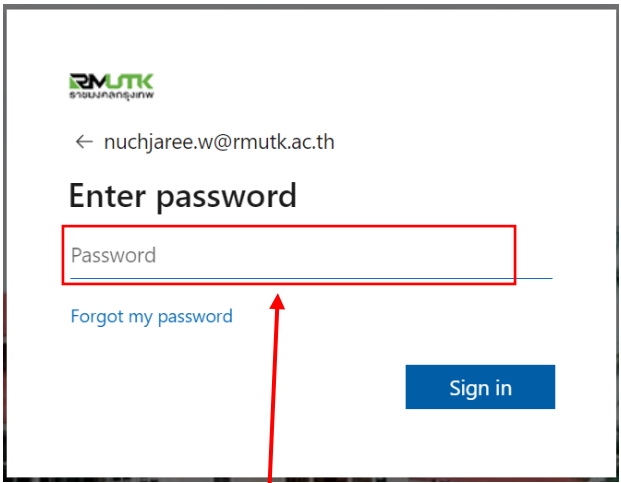 RMUTK
ราชมงคลกรุงเทพ
← nuchjaree.w@rmutk.ac.th
Enter password
Password
Forgot my password
Sign in